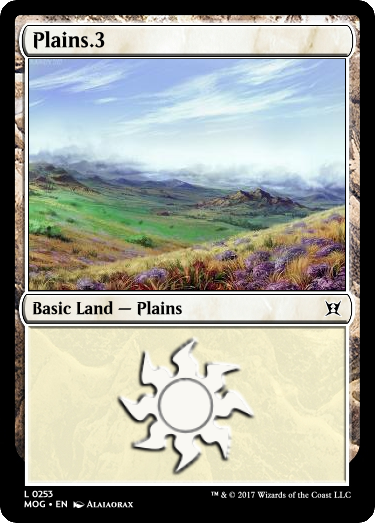 Plains.3
Basic Land — Plains
L 0253
MOG • EN Alaiaorax
™ & © 2017 Wizards of the Coast LLC